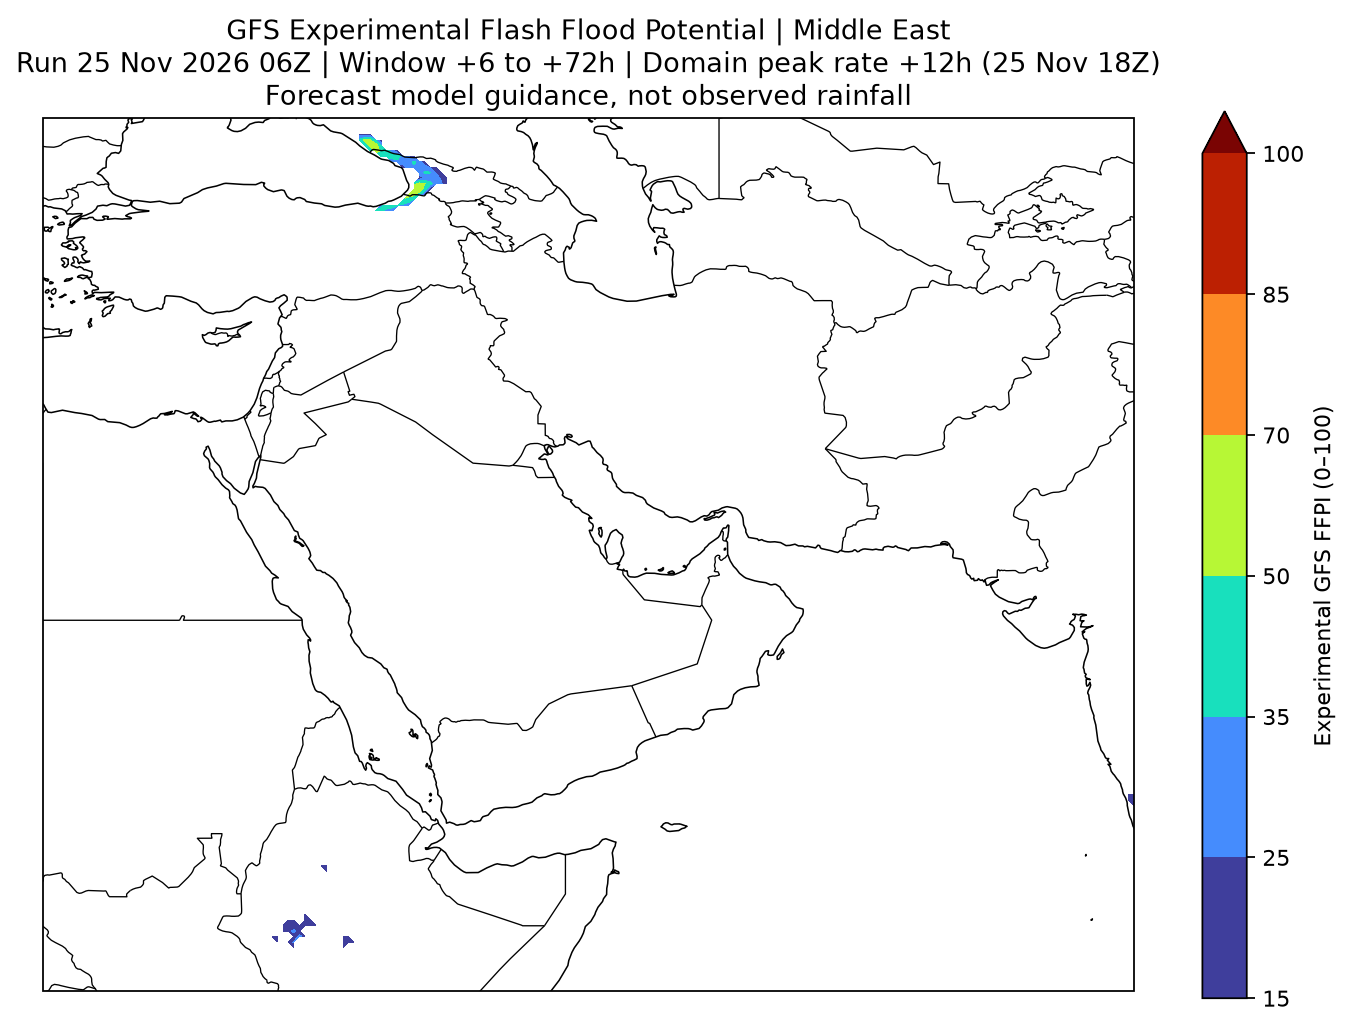 GFS Experimental Flash Flood Potential | Middle East
Run 25 Nov 2026 06Z | Window +6 to +72h | Domain peak rate +12h (25 Nov 18Z)
Forecast model guidance, not observed rainfall
100
85
70
50
35
25
15
Experimental GFS FFPI (0–100)